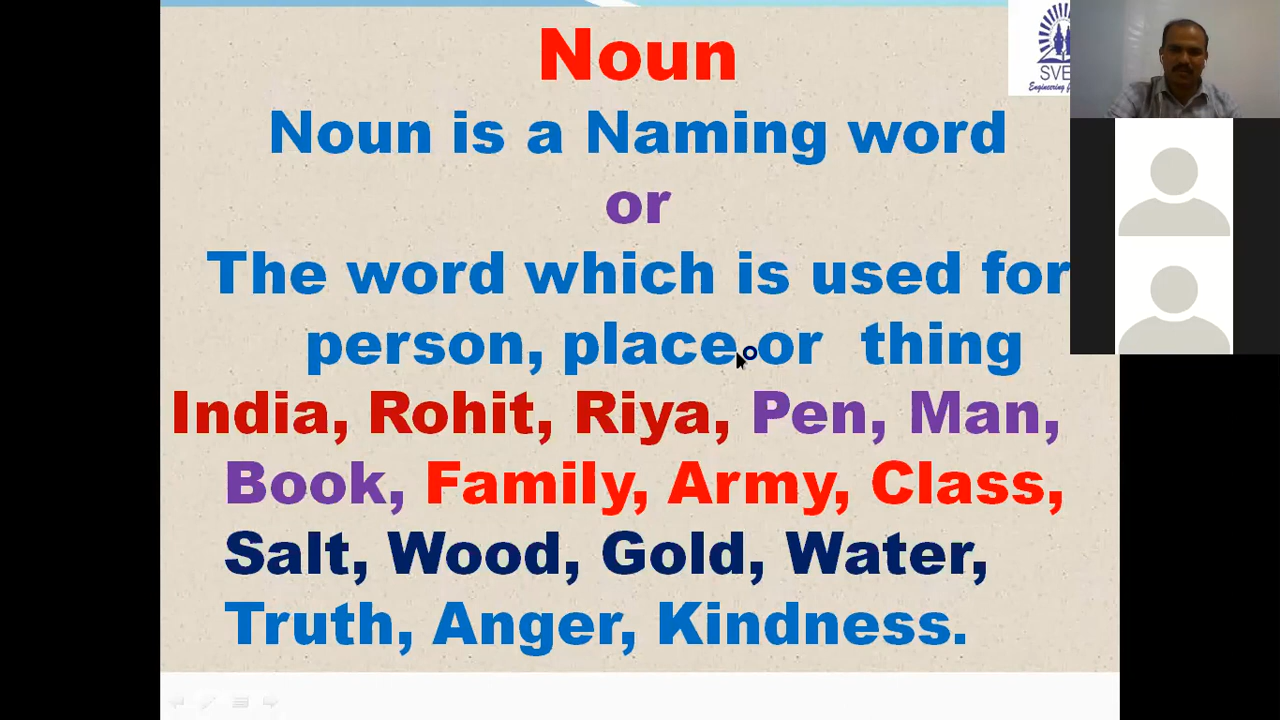 Noun
Noun is a Naming word
or
The word which is used for
person, place or thing
India, Rohit, Riya, Pen, Man,
Book, Family, Army, Class,
Salt, Wood, Gold, Water,
Truth, Anger, Kindness.
Engineering